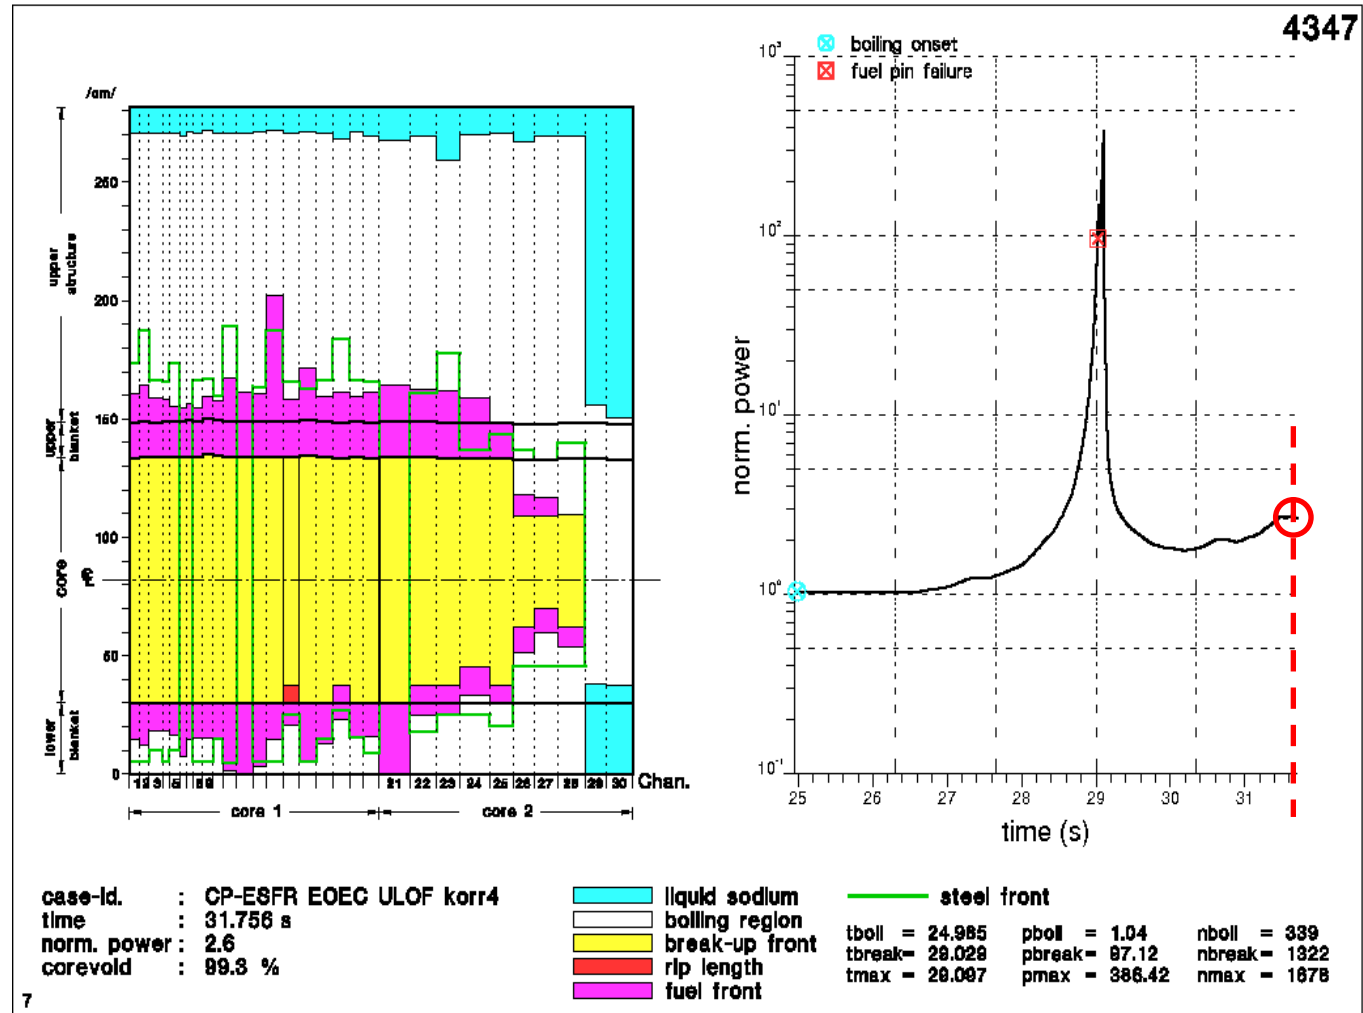 4347
/cm/
250
200
150
100
50
0
upper
structure
upper
blanket
core
lower
blanket
21 22 23 24 25 26 27 28 29 30 Chan.
core 1
core 2
boiling onset
fuel pin failure
10³
10²
10¹
10⁰
10⁻¹
norm. power
25 26 27 28 29 30 31
time (s)
case-id. : CP-ESFR EOEC ULOF korr4
time : 31.756 s
norm. power : 2.6
corevoid : 99.3 %
liquid sodium
boiling region
break-up front
rip length
fuel front
steel front
tboil = 24.985 pboil = 1.04 nboil = 339
tbreak= 29.029 pbreak= 97.12 nbreak= 1322
tmax = 29.097 pmax = 386.42 nmax = 1678
7